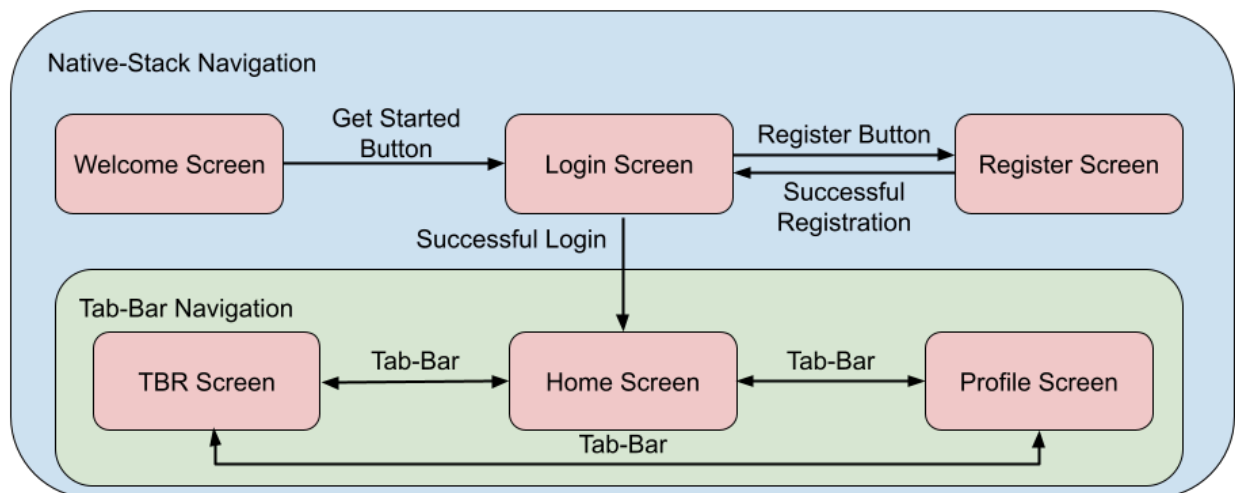 Native-Stack Navigation
Welcome Screen
Get Started
Button
Login Screen
Register Button
Successful
Registration
Register Screen
Successful Login
Tab-Bar Navigation
TBR Screen
Tab-Bar
Home Screen
Tab-Bar
Profile Screen
Tab-Bar